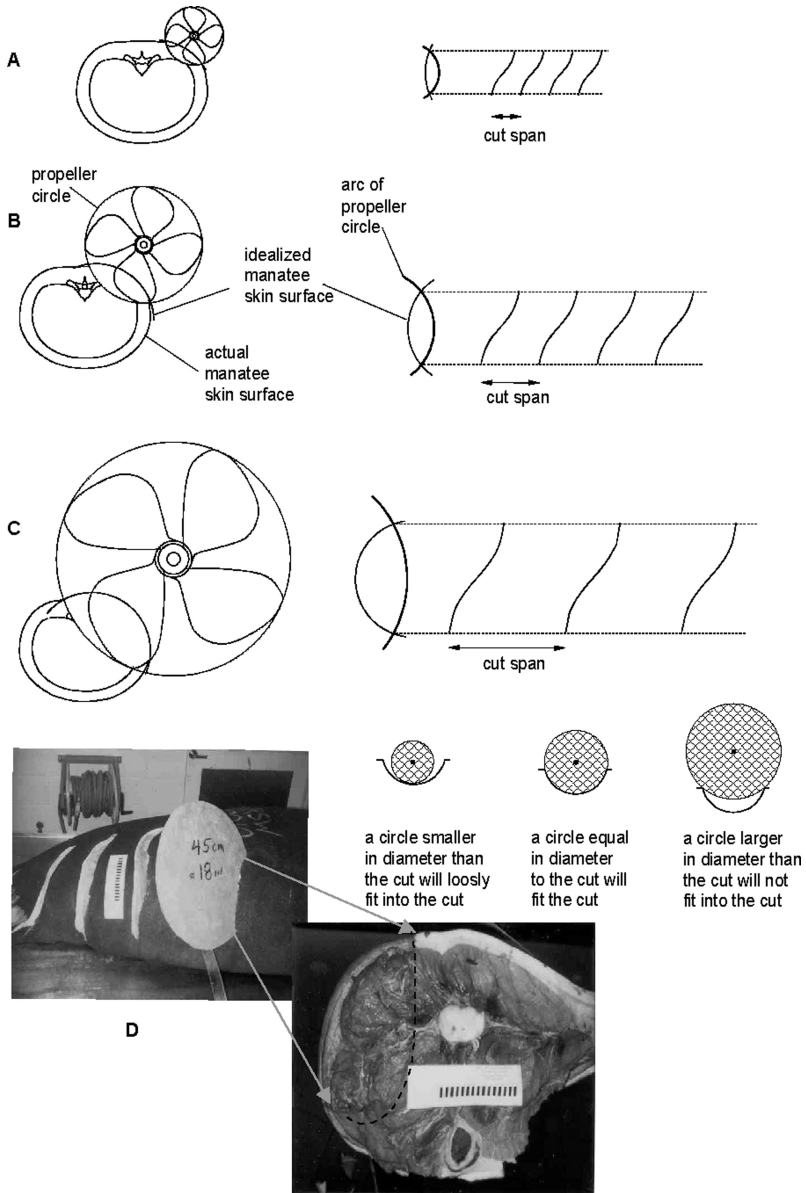 A
cut span
propeller
circle
B
arc of
propeller
circle
idealized
manatee
skin surface
actual
manatee
skin surface
cut span
C
cut span
45cm
18
a circle smaller
in diameter than
the cut will loosly
fit into the cut
a circle equal
in diameter
to the cut will
fit the cut
a circle larger
in diameter than
the cut will not
fit into the cut
D